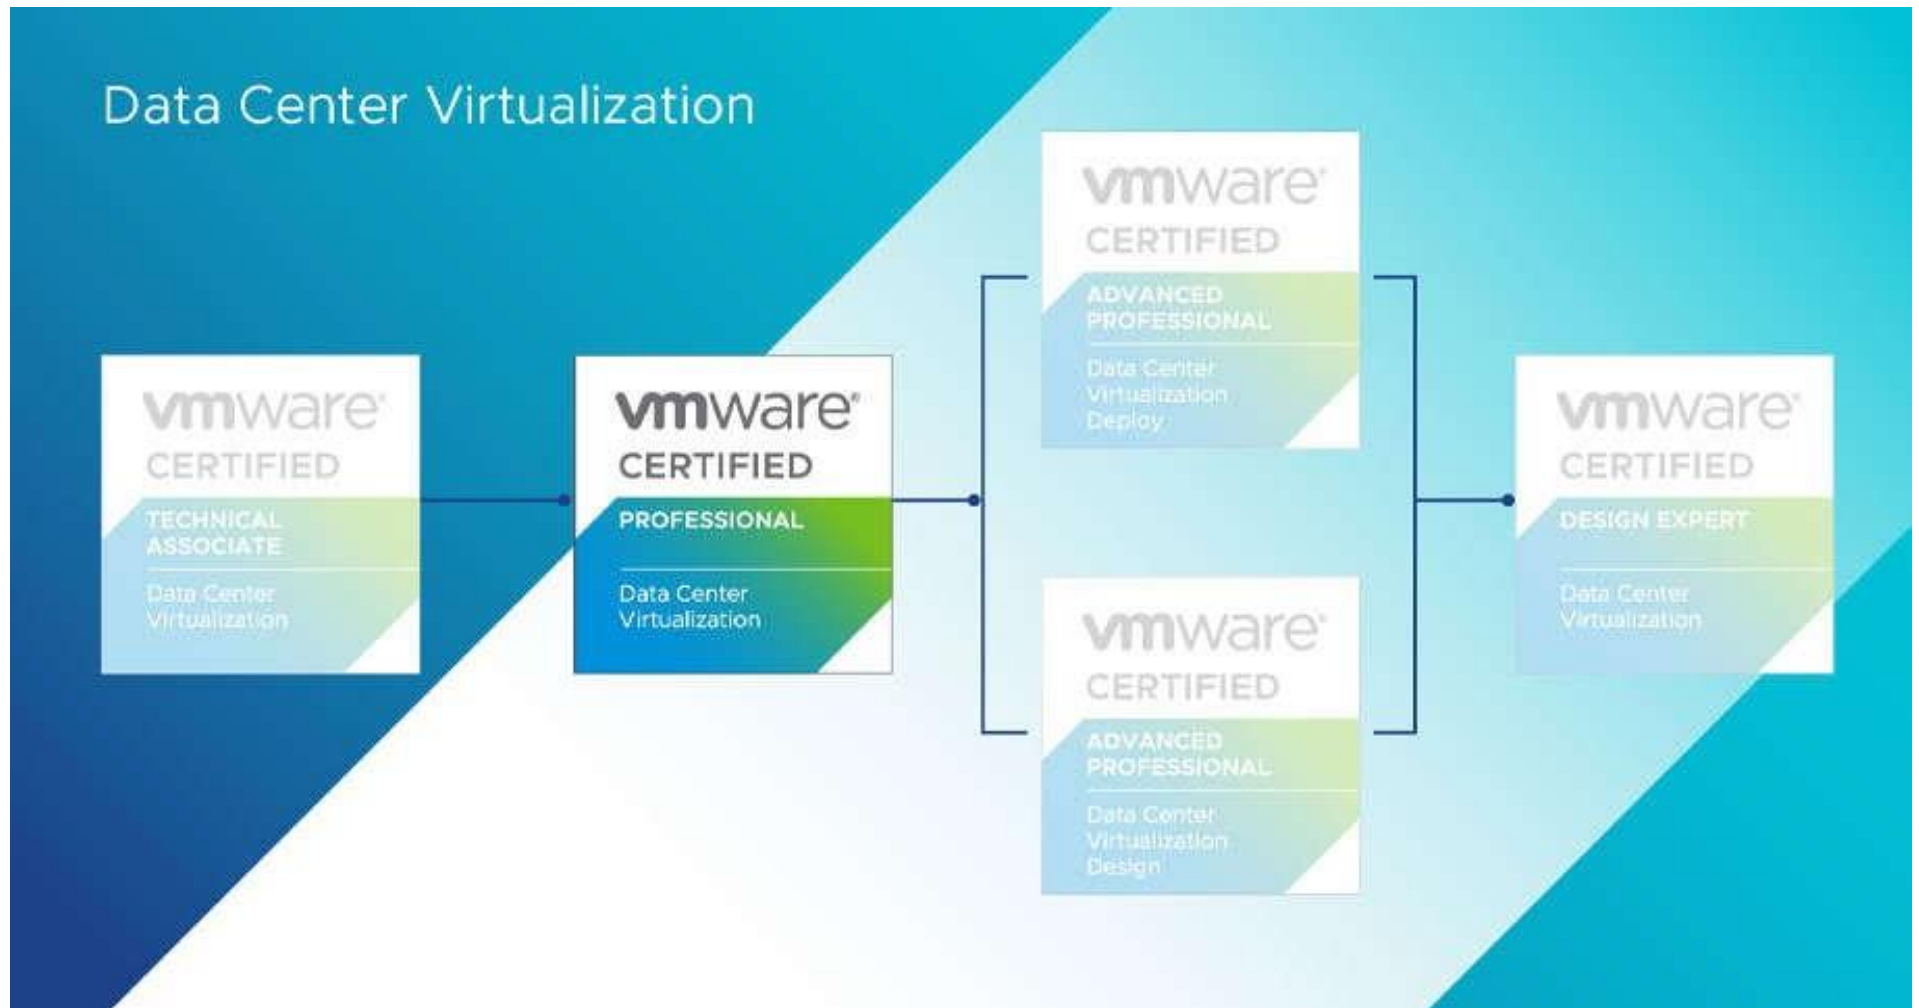 Data Center Virtualization
vmware®
CERTIFIED
TECHNICAL
ASSOCIATE
Data Center
Virtualization
vmware®
CERTIFIED
PROFESSIONAL
Data Center
Virtualization
vmware®
CERTIFIED
ADVANCED
PROFESSIONAL
Data Center
Virtualization
Deploy
vmware®
CERTIFIED
ADVANCED
PROFESSIONAL
Data Center
Virtualization
Design
vmware®
CERTIFIED
DESIGN EXPERT
Data Center
Virtualization